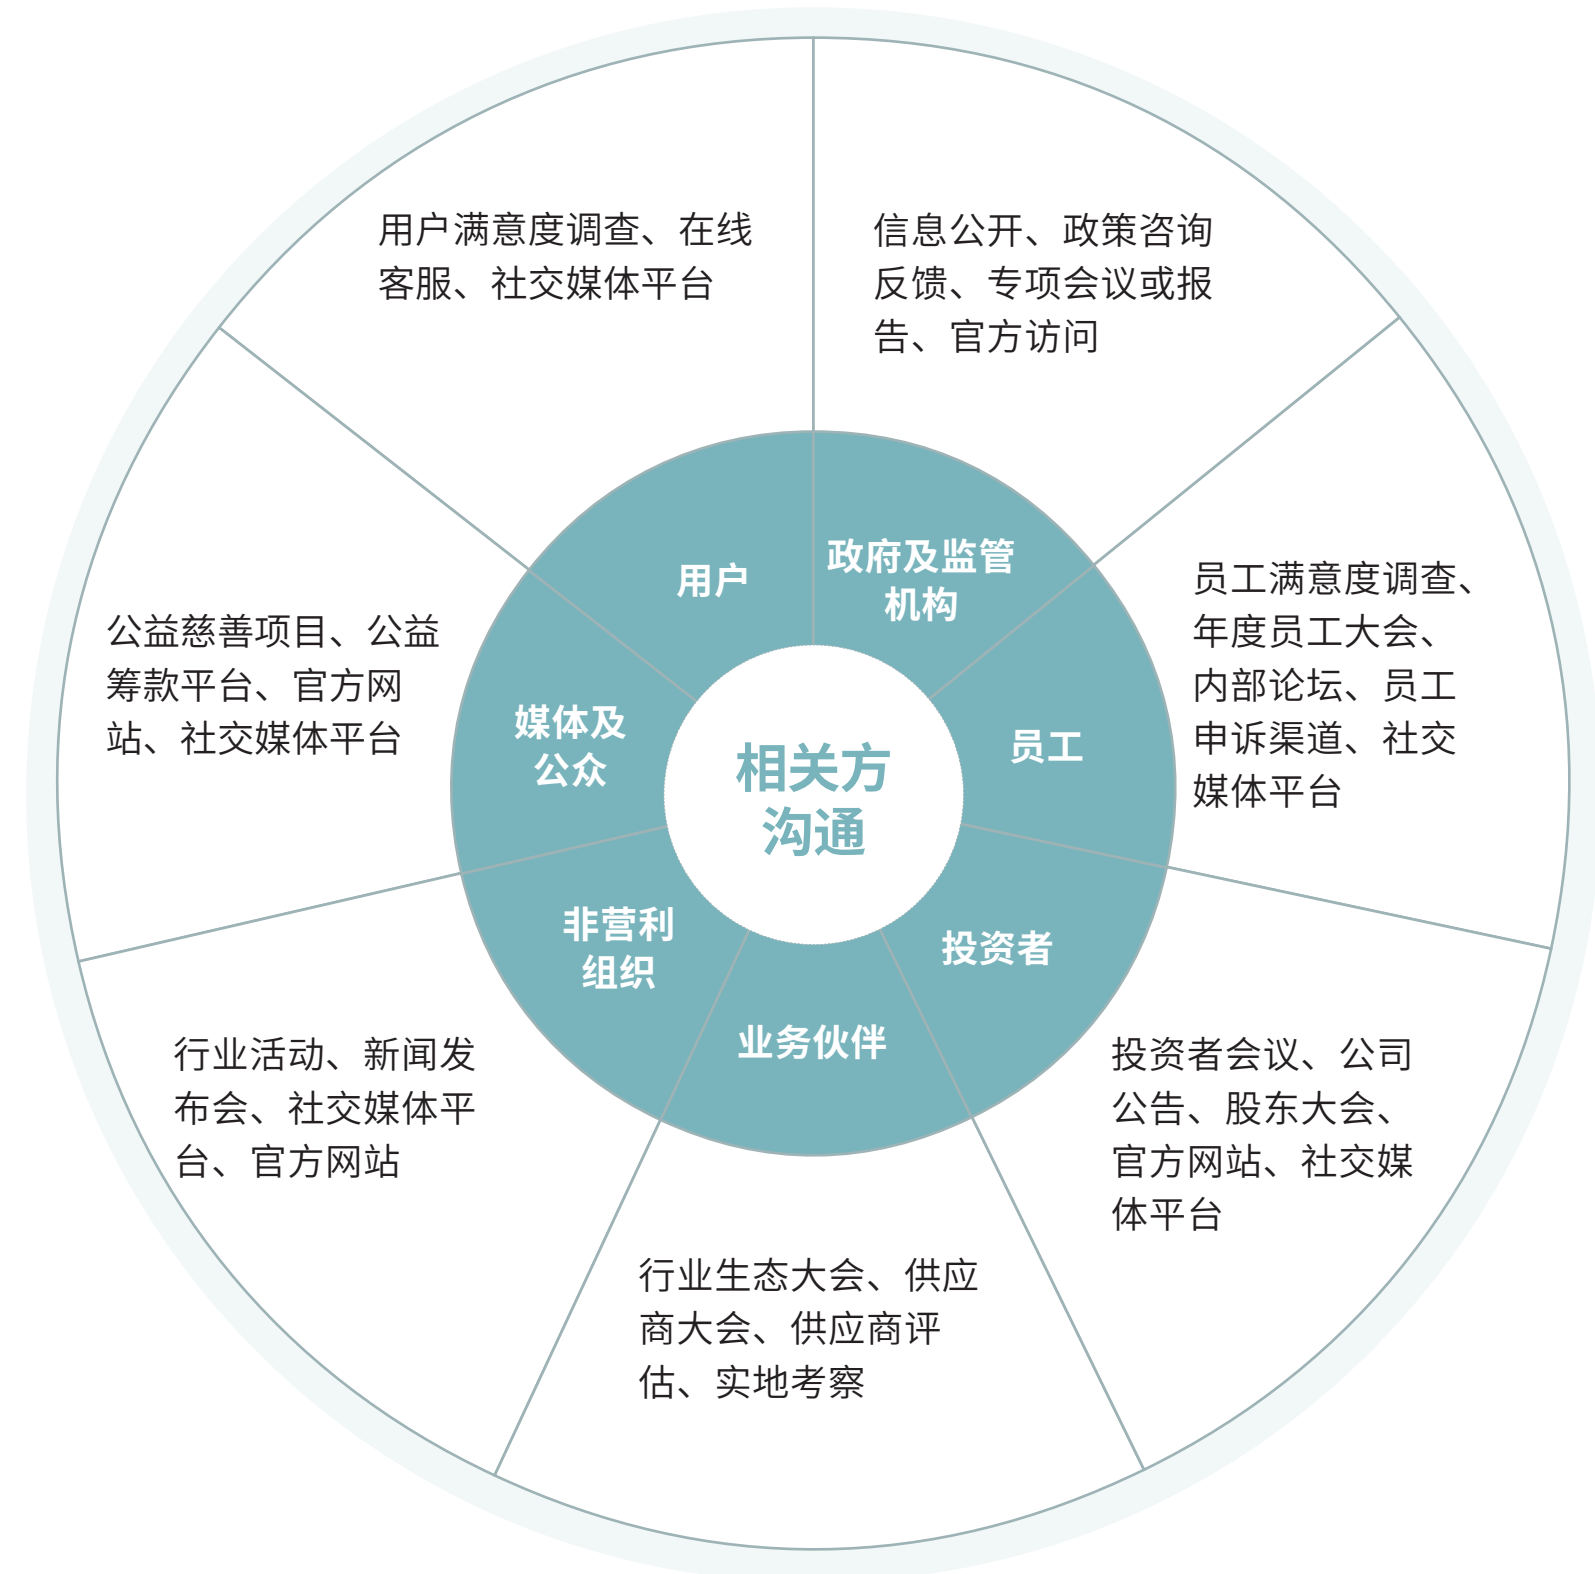 相关方
沟通
政府及监管
机构
信息公开、政策咨询
反馈、专项会议或报
告、官方访问
员工
员工满意度调查、
年度员工大会、
内部论坛、员工
申诉渠道、社交
媒体平台
投资者
投资者会议、公司
公告、股东大会、
官方网站、社交媒
体平台
业务伙伴
行业生态大会、供应
商大会、供应商评
估、实地考察
非营利
组织
行业活动、新闻发
布会、社交媒体平
台、官方网站
媒体及
公众
公益慈善项目、公益
筹款平台、官方网
站、社交媒体平台
用户
用户满意度调查、在线
客服、社交媒体平台